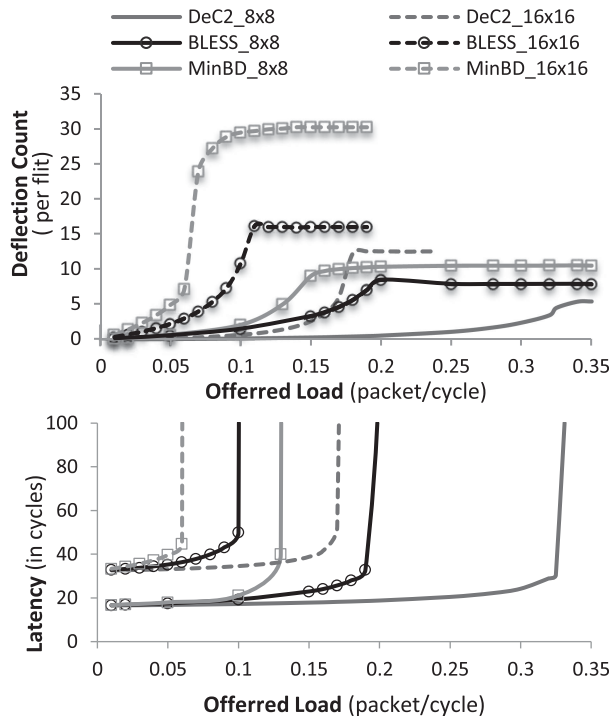 DeC2_8x8 DeC2_16x16
BLESS_8x8 BLESS_16x16
MinBD_8x8 MinBD_16x16
35
30
25
20
15
10
5
0
Deflection Count
( per flit)
0 0.05 0.1 0.15 0.2 0.25 0.3 0.35
Offerred Load (packet/cycle)
100
80
60
40
20
0
Latency (in cycles)
0 0.05 0.1 0.15 0.2 0.25 0.3 0.35
Offerred Load (packet/cycle)